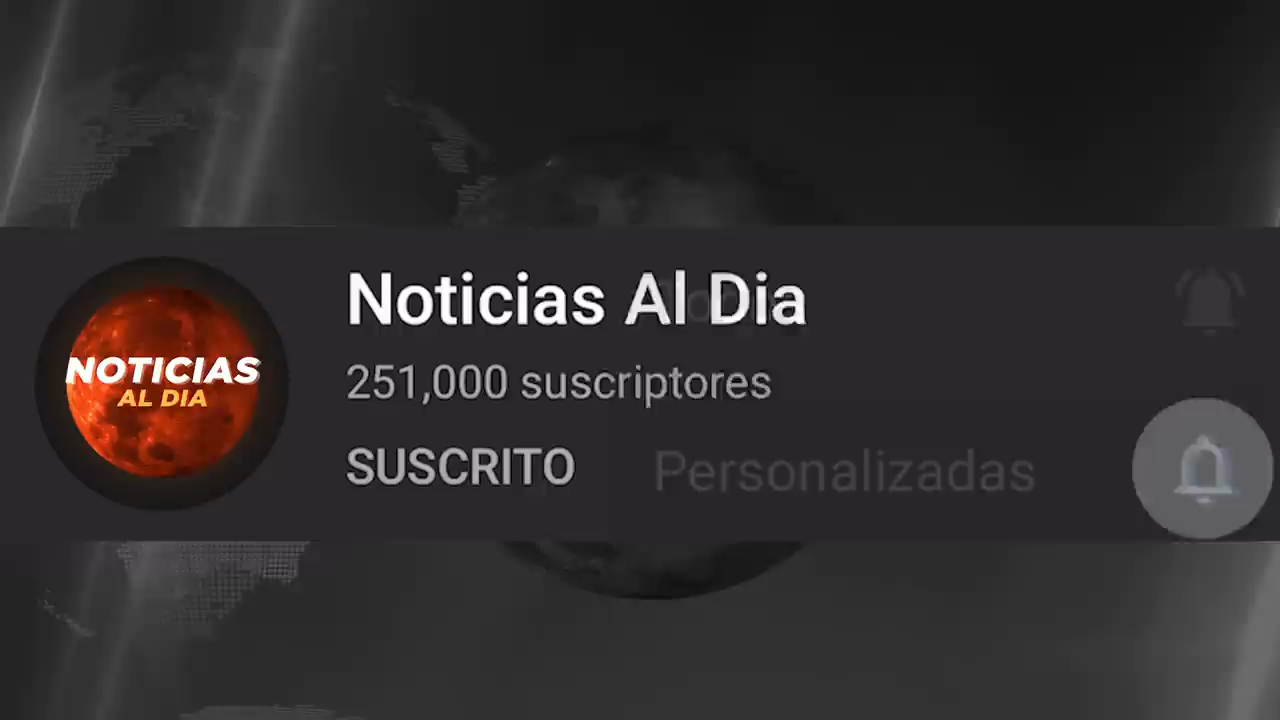 Noticias Al Dia
251,000 suscriptores
SUSCRITO
Personalizadas
NOTICIAS
AL DIA